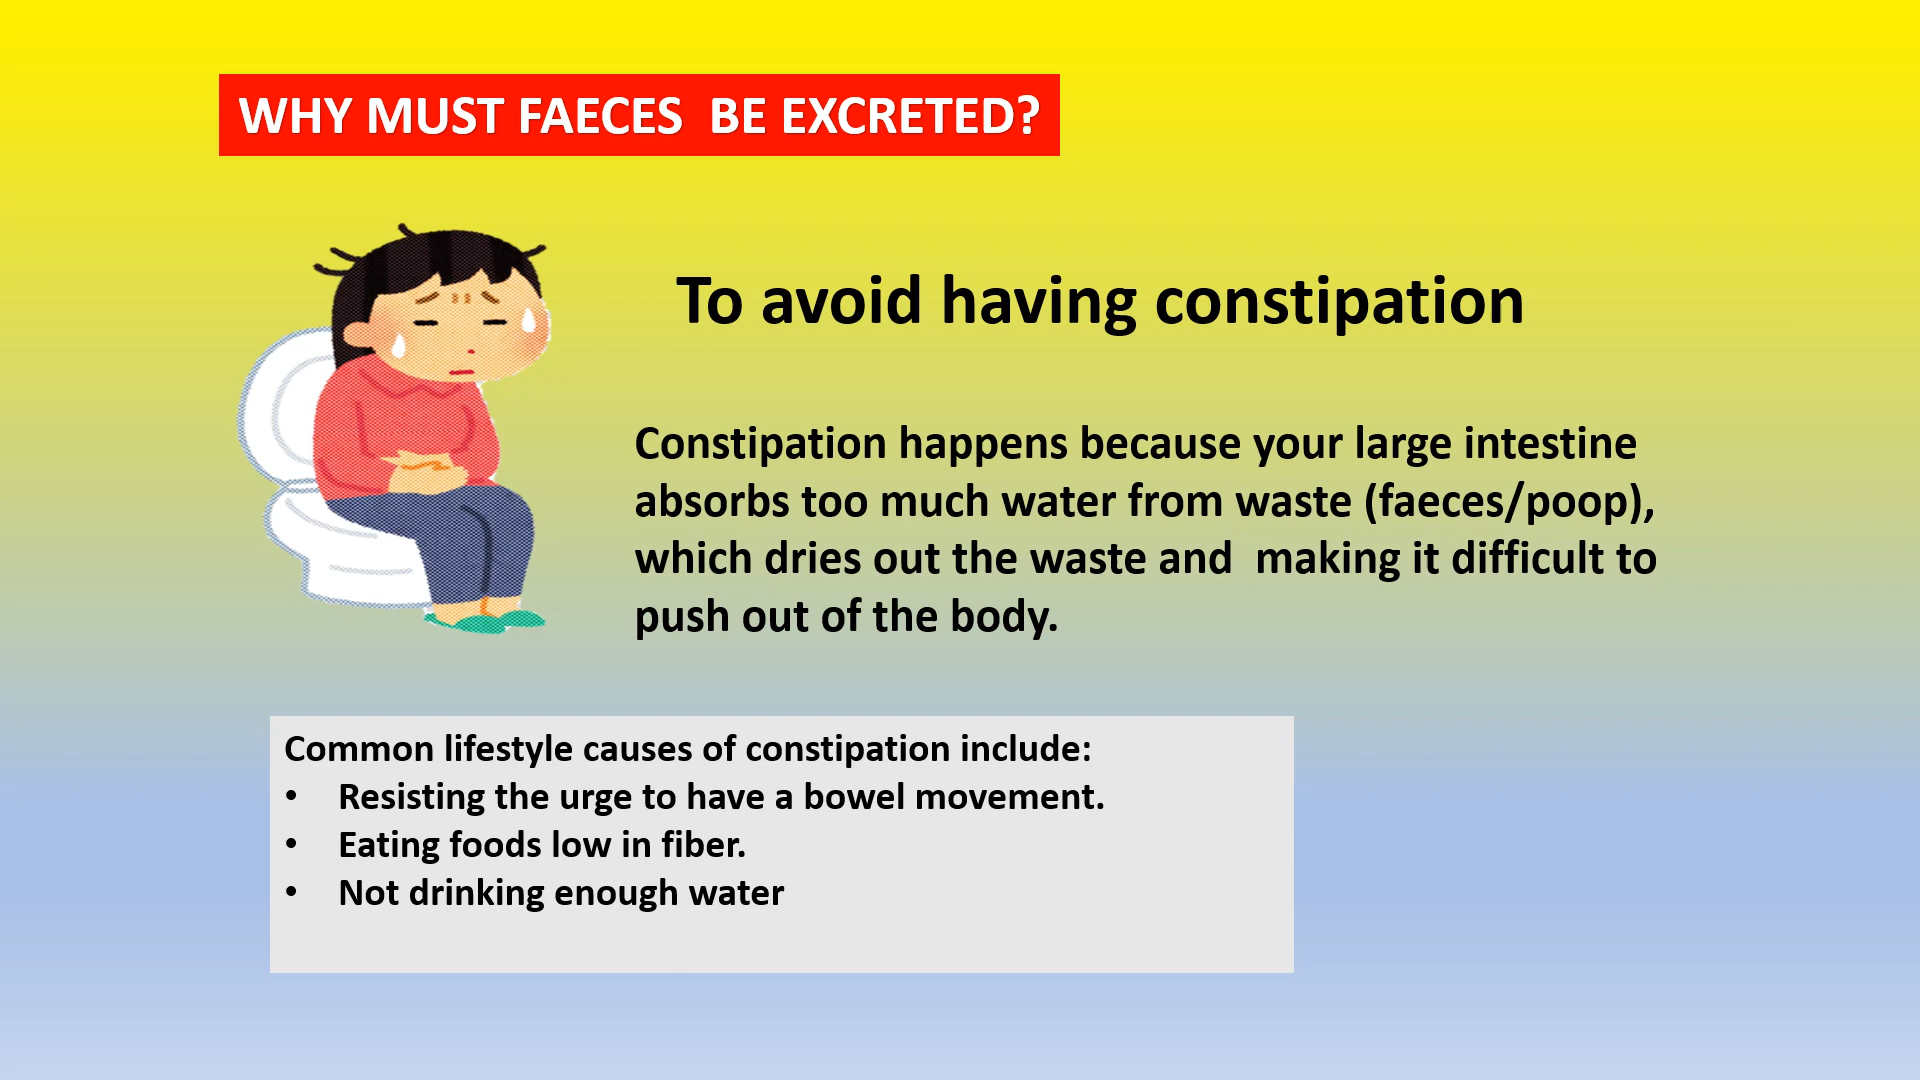 WHY MUST FAECES  BE EXCRETED?
To avoid having constipation
Constipation happens because your large intestine
absorbs too much water from waste (faeces/poop),
which dries out the waste and  making it difficult to
push out of the body.
Common lifestyle causes of constipation include:
• Resisting the urge to have a bowel movement.
• Eating foods low in fiber.
• Not drinking enough water